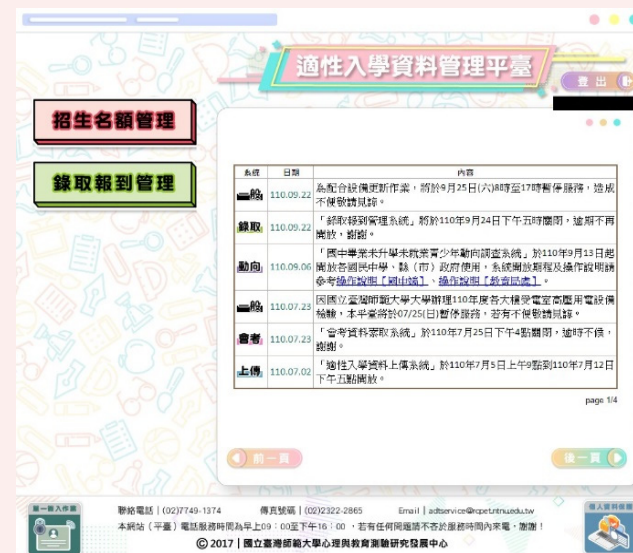 適性入學資料管理平臺
登 出
招生名額管理
錄取報到管理
系統 日期 內容
一般 110.09.22 為配合設備更新作業，將於9月25日(六)8時至17時暫停服務，造成
不便敬請見諒。
錄取 110.09.22 「錄取報到管理系統」將於110年9月24日下午五時關閉，逾期不再
開放，謝謝。
動向 110.09.06 「國中畢業未升學未就業青少年動向調查系統」於110年9月13日起
開放各國民中學、縣（市）政府使用，系統開放期程及操作說明請
參考操作說明【國中端】、操作說明【教育局處】。
一般 110.07.23 因國立臺灣師範大學辦理110年度各大樓受電室高壓用電設備
檢驗，本平臺將於07/25(日)暫停服務，若有不便敬請見諒。
會考 110.07.23 「會考資料索取系統」於110年7月25日下午4點關閉，逾時不候，
謝謝。
上傳 110.07.02 「適性入學資料上傳系統」於110年7月5日上午9點到110年7月12日
下午五點開放。
page 1/4
前一頁 後一頁
第一級入作業
聯絡電話｜(02)7749-1374 傳真號碼｜(02)2322-2865 Email｜adtservice@rcpet.ntnu.edu.tw
本網站（平臺）電話服務時間為早上09：00至下午16：00，若有任何問題請不吝於服務時間內來電，謝謝！
© 2017｜國立臺灣師範大學心理與教育測驗研究發展中心
個人資料保護